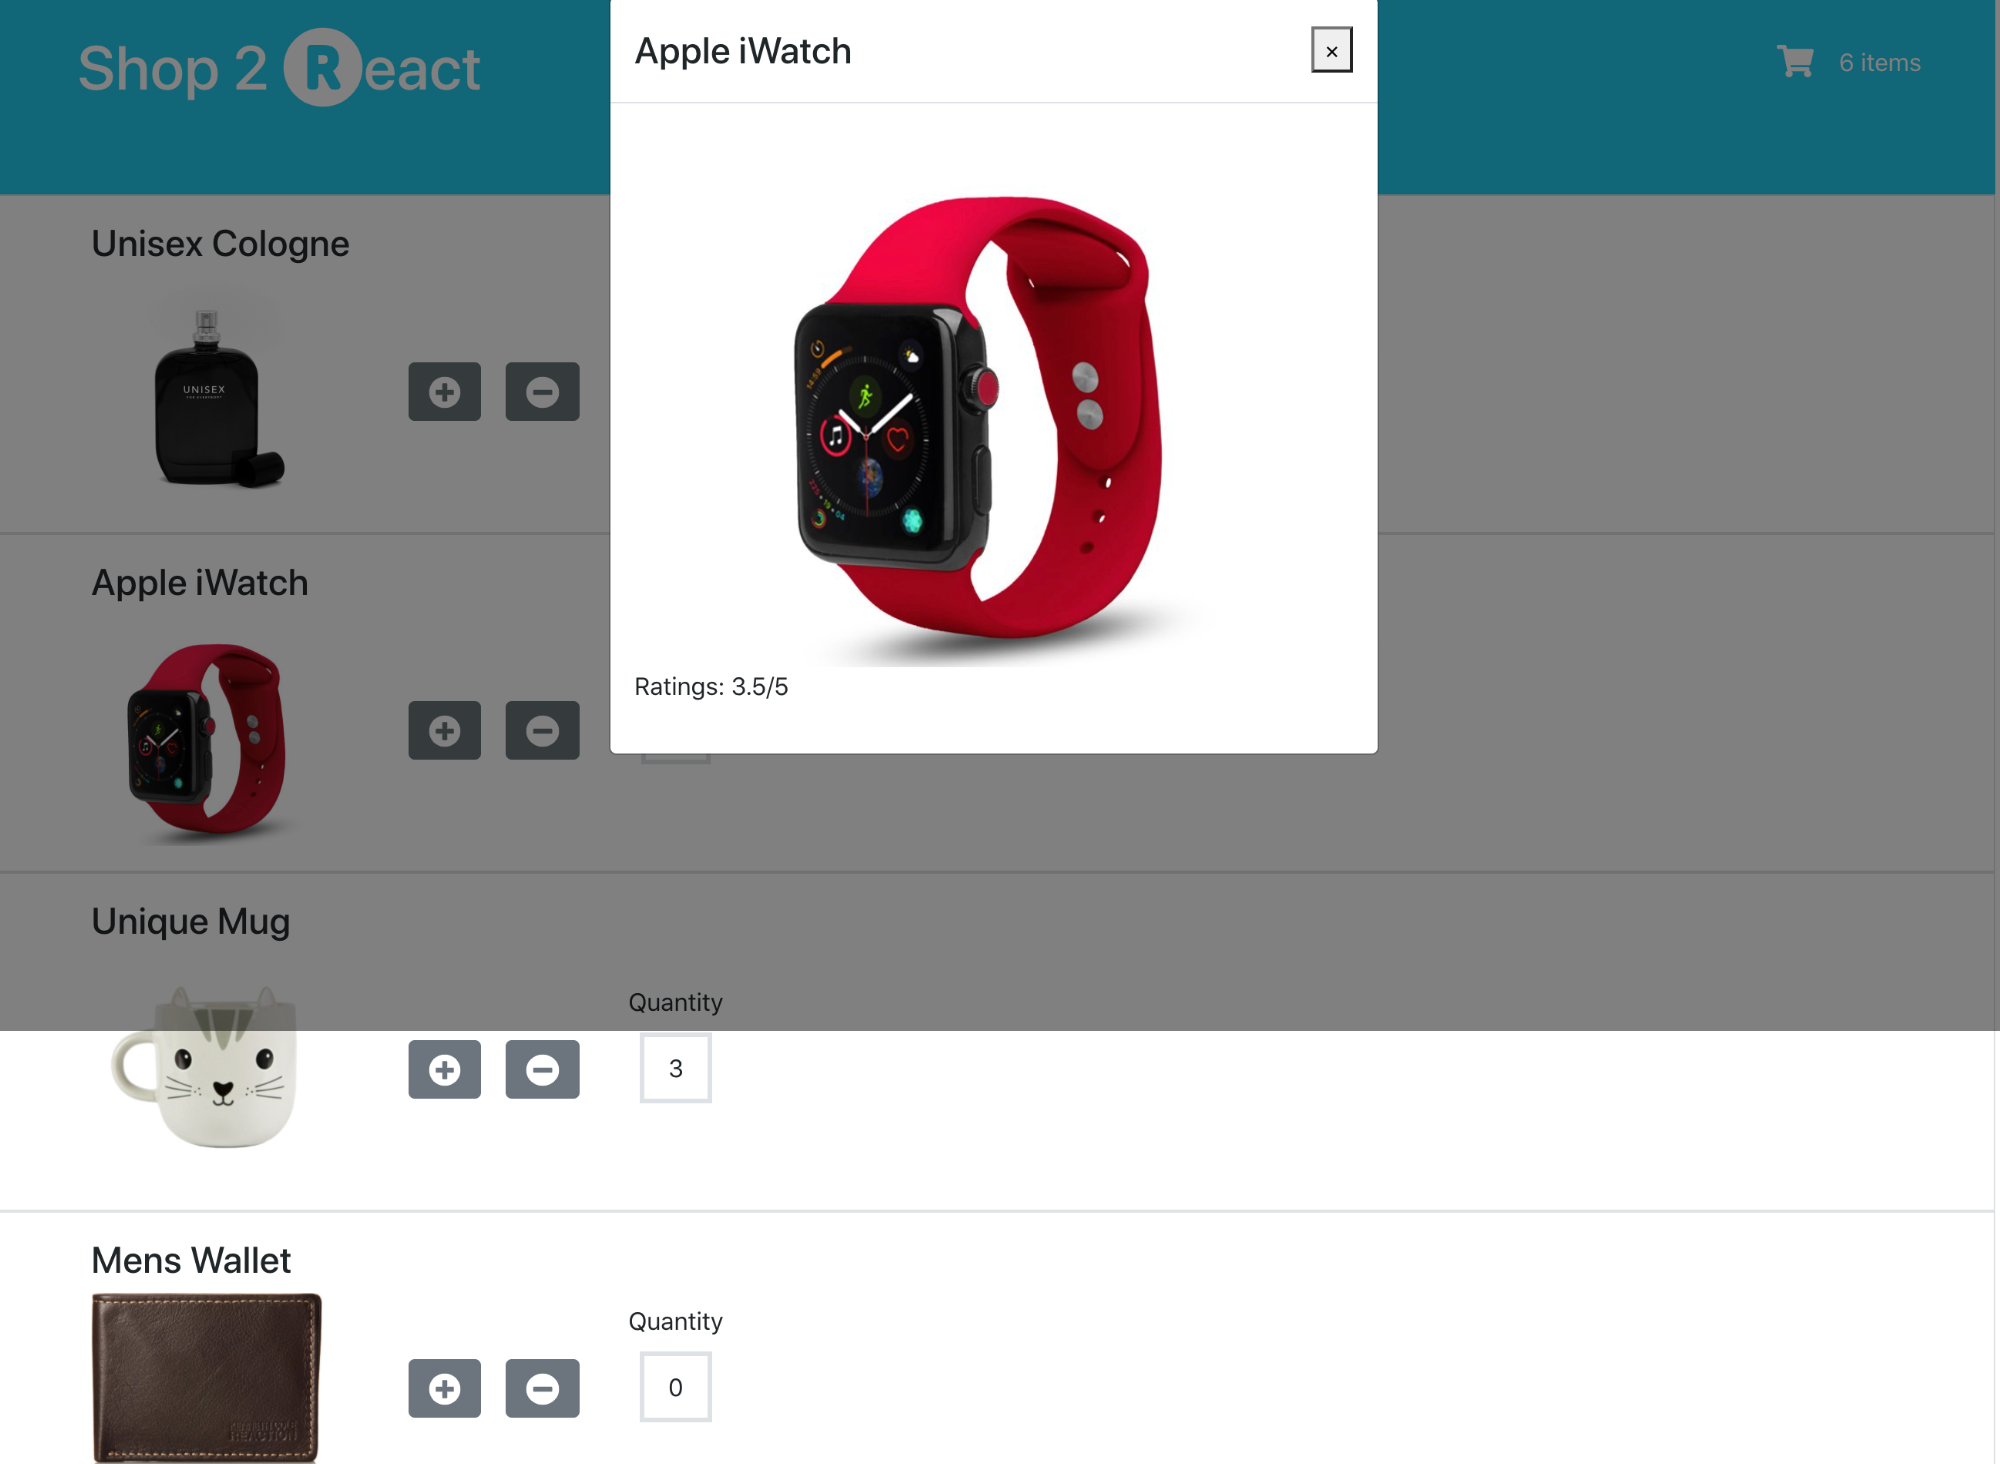 Shop 2 React
6 items
Apple iWatch
×
Ratings: 3.5/5
Unisex Cologne
UNISEX
Apple iWatch
Unique Mug
Quantity
3
Mens Wallet
Quantity
0
REACTION